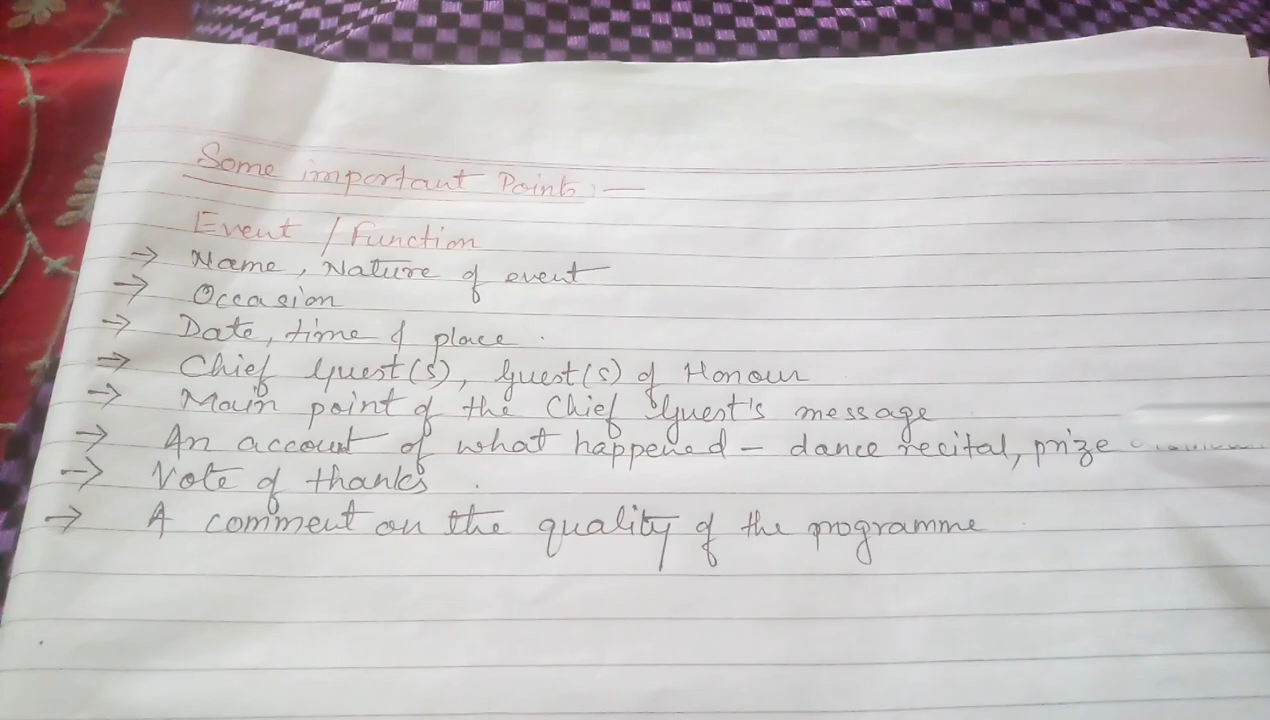 Some important Points :—
Event / Function
→ Name, Nature of event
→ Occasion
→ Date, time & place.
→ Chief Guest(s), Guest(s) of Honour
→ Main point of the Chief Guest's message
→ An account of what happened – dance recital, prize
→ Vote of thanks.
→ A comment on the quality of the programme